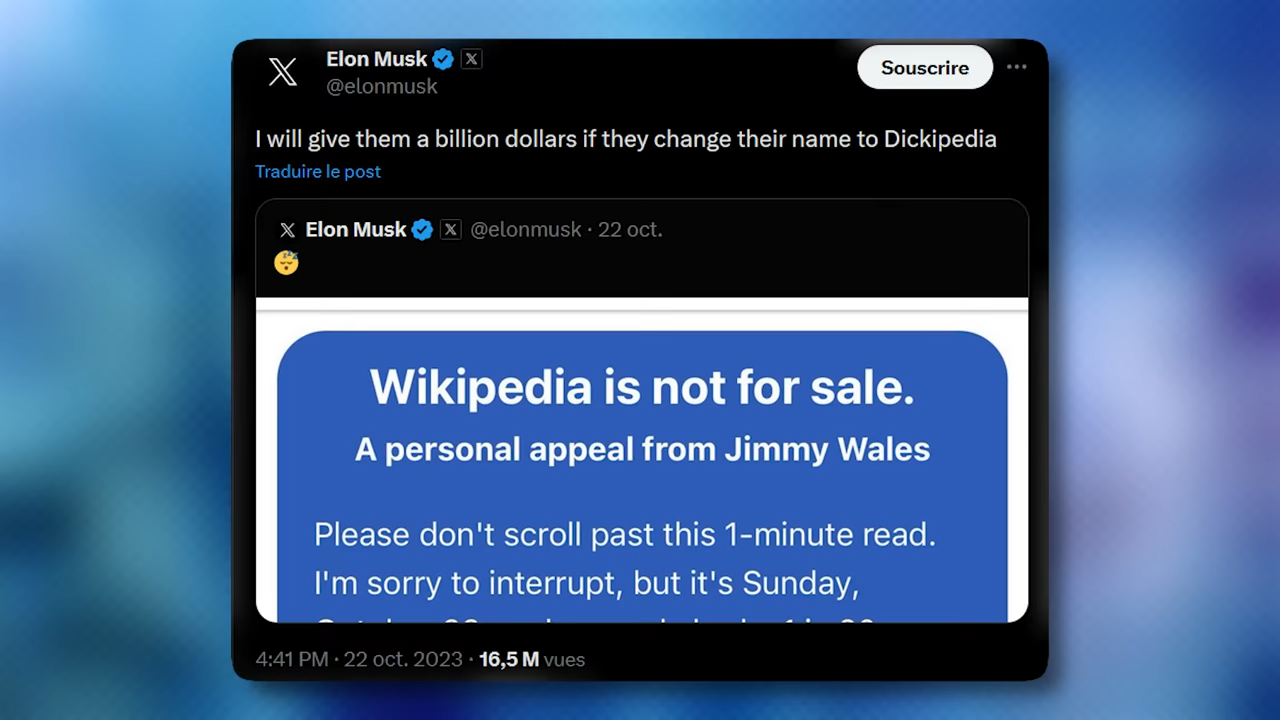 Elon Musk
@elonmusk
Souscrire
I will give them a billion dollars if they change their name to Dickipedia
Traduire le post
Elon Musk @elonmusk · 22 oct.
Wikipedia is not for sale.
A personal appeal from Jimmy Wales
Please don't scroll past this 1-minute read.
I'm sorry to interrupt, but it's Sunday,
4:41 PM · 22 oct. 2023 · 16,5 M vues